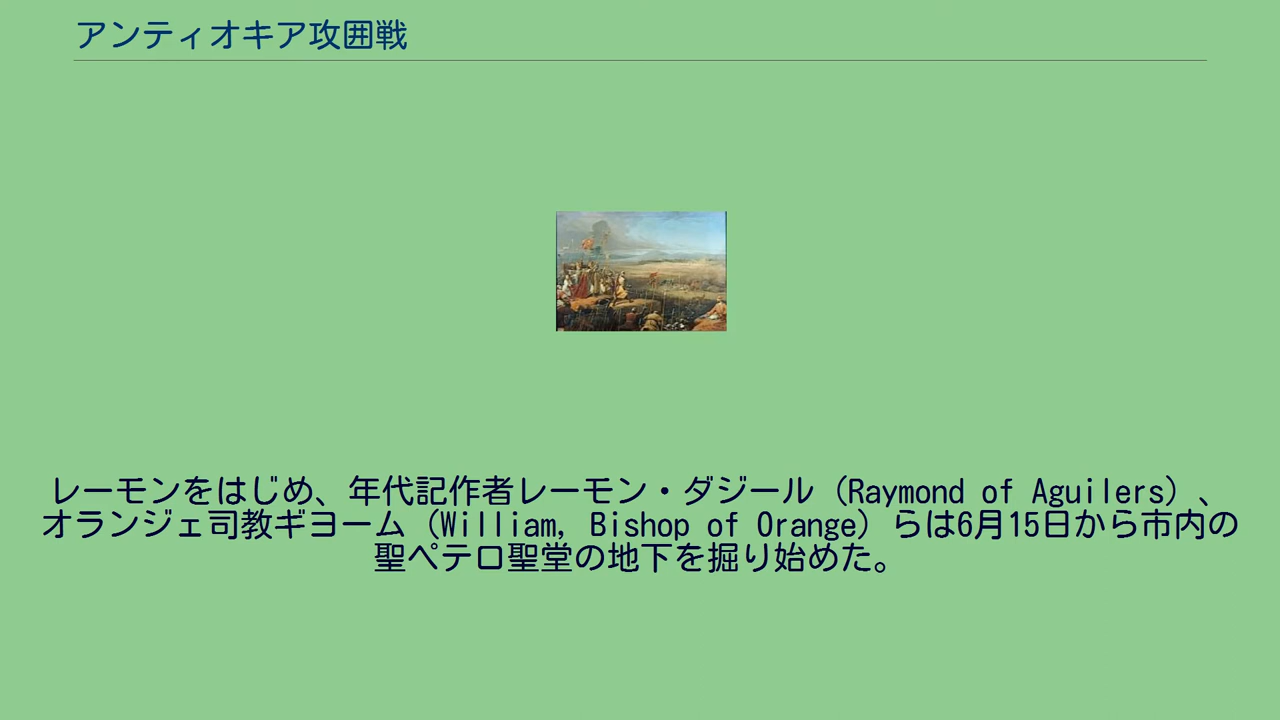 アンティオキア攻囲戦
レーモンをはじめ、年代記作者レーモン・ダジール（Raymond of Aguilers）、
オランジェ司教ギヨーム（William, Bishop of Orange）らは6月15日から市内の
聖ペテロ聖堂の地下を掘り始めた。